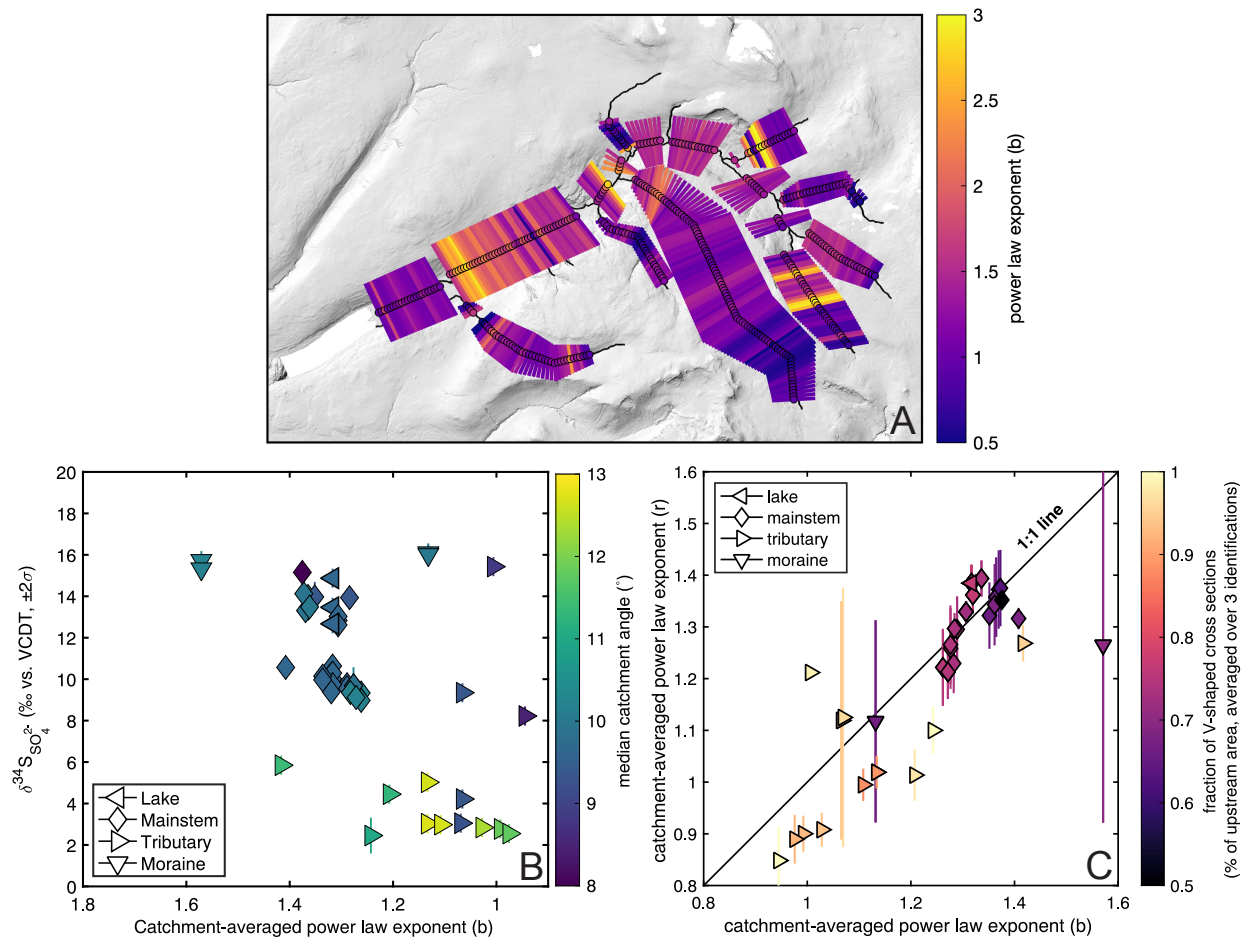 3
2.5
2
1.5
1
0.5
power law exponent (b)
A
20
18
16
14
12
10
8
6
4
2
0
δ³⁴S SO₄²⁻ (‰ vs. VCDT, ±2σ)
Lake
Mainstem
Tributary
Moraine
B
1.8
1.6
1.4
1.2
1
Catchment-averaged power law exponent (b)
13
12
11
10
9
8
median catchment angle (°)
1.6
1.5
1.4
1.3
1.2
1.1
1
0.9
0.8
catchment-averaged power law exponent (r)
lake
mainstem
tributary
moraine
1:1 line
C
0.8
1
1.2
1.4
1.6
catchment-averaged power law exponent (b)
1
0.9
0.8
0.7
0.6
0.5
fraction of V-shaped cross sections
(% of upstream area, averaged over 3 identifications)